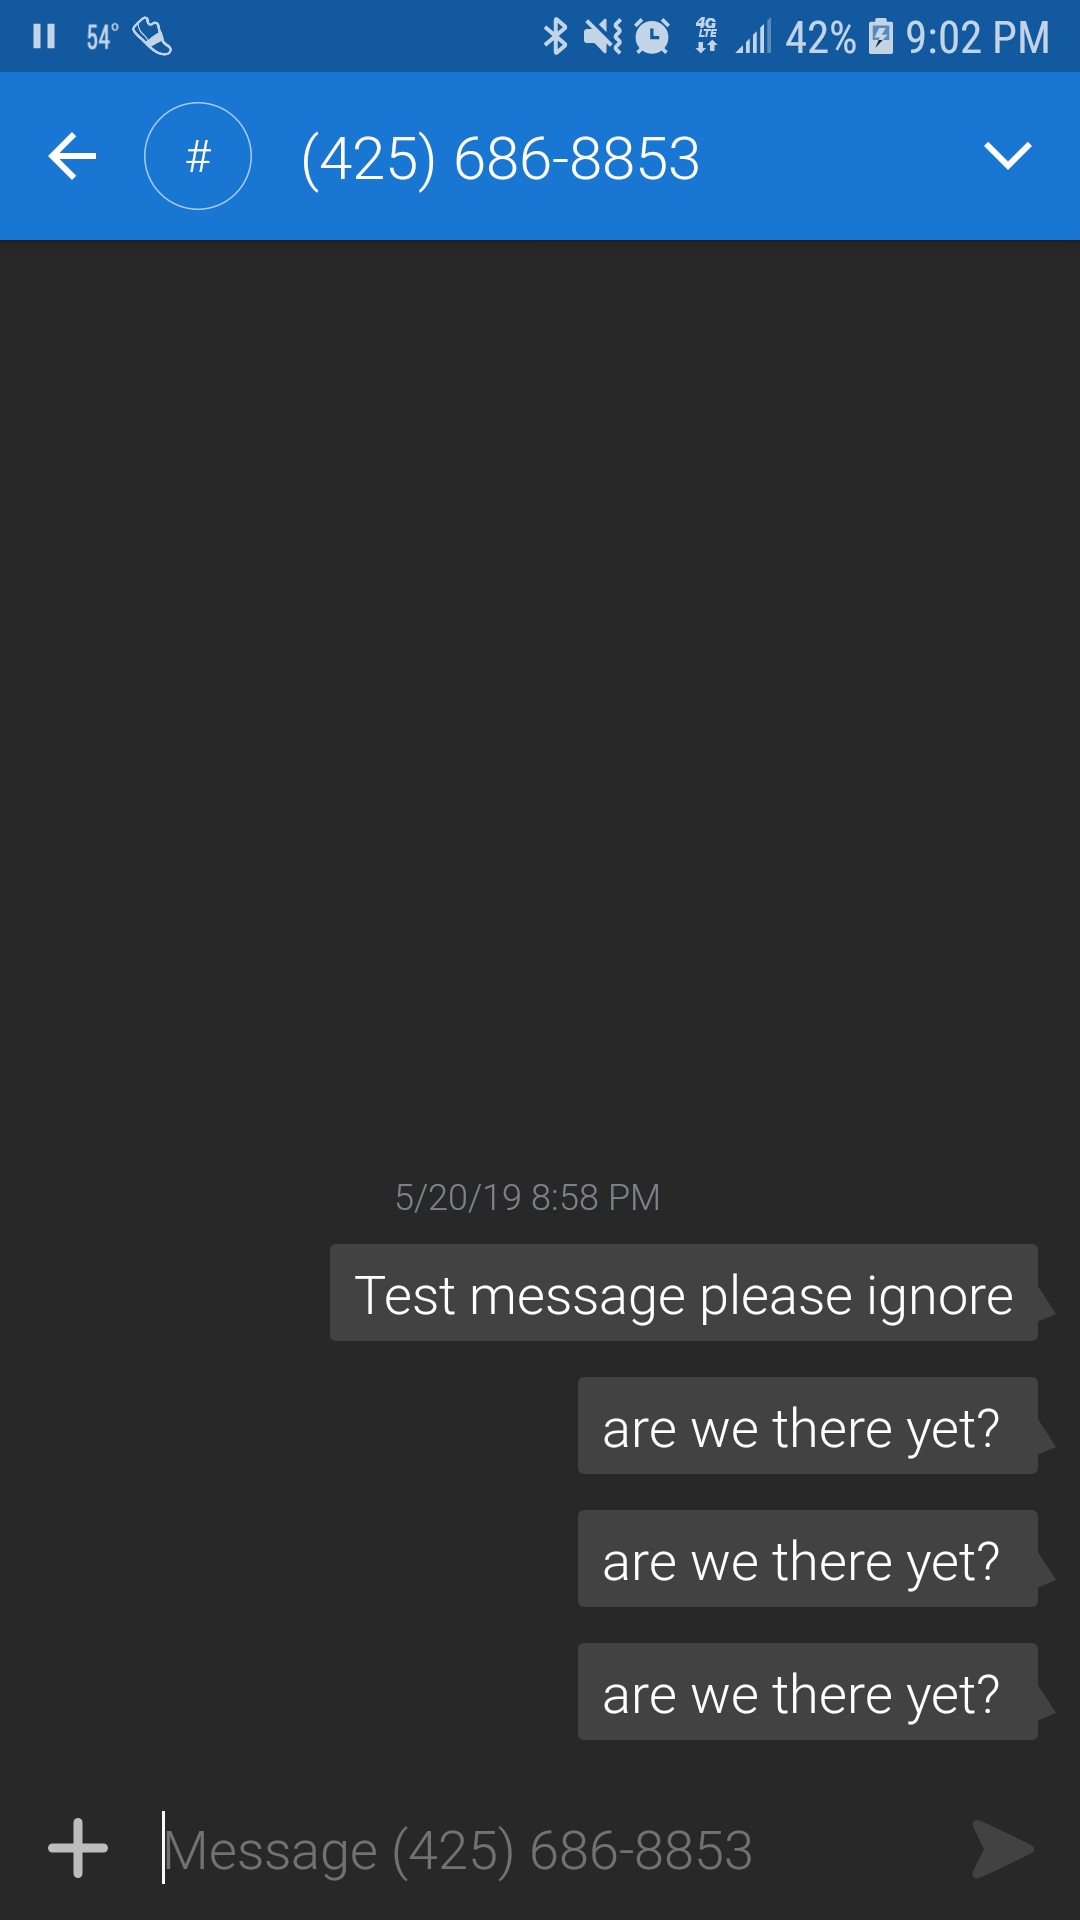 54° 4G LTE 42% 9:02 PM
# (425) 686-8853
5/20/19 8:58 PM
Test message please ignore
are we there yet?
are we there yet?
are we there yet?
Message (425) 686-8853